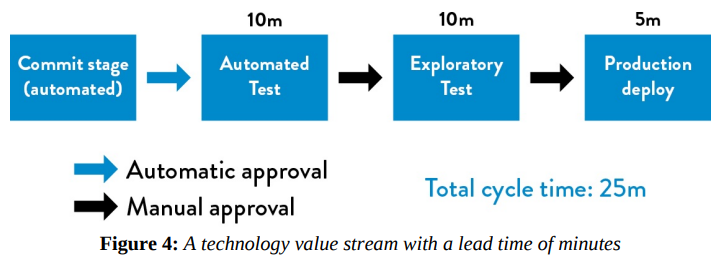 10m
10m
5m
Commit stage
(automated)
Automated
Test
Exploratory
Test
Production
deploy
Automatic approval
Manual approval
Total cycle time: 25m
Figure 4: A technology value stream with a lead time of minutes